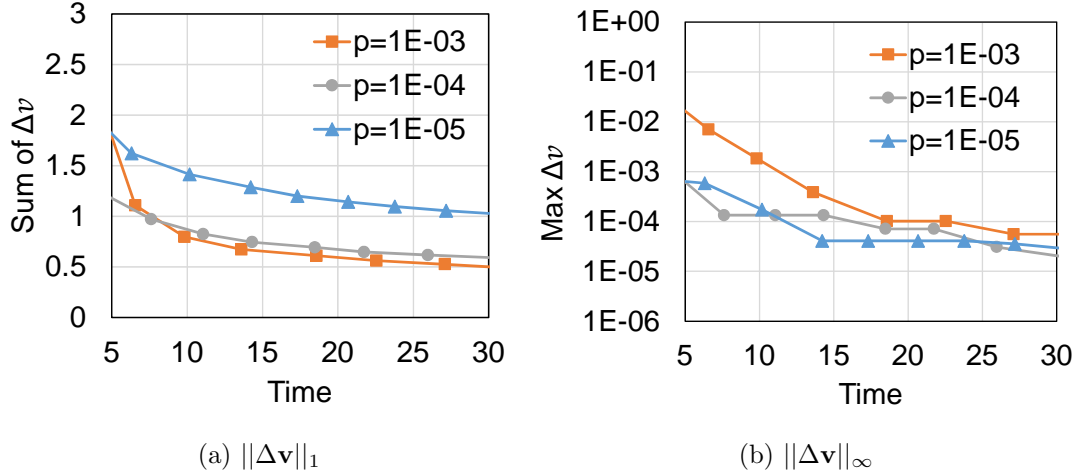 3
2.5
2
1.5
1
0.5
0
Sum of Δ𝑣
p=1E-03
p=1E-04
p=1E-05
5 10 15 20 25 30
Time
(a) ||Δ𝐯||₁
1E+00
1E-01
1E-02
1E-03
1E-04
1E-05
1E-06
Max Δ𝑣
p=1E-03
p=1E-04
p=1E-05
5 10 15 20 25 30
Time
(b) ||Δ𝐯||∞